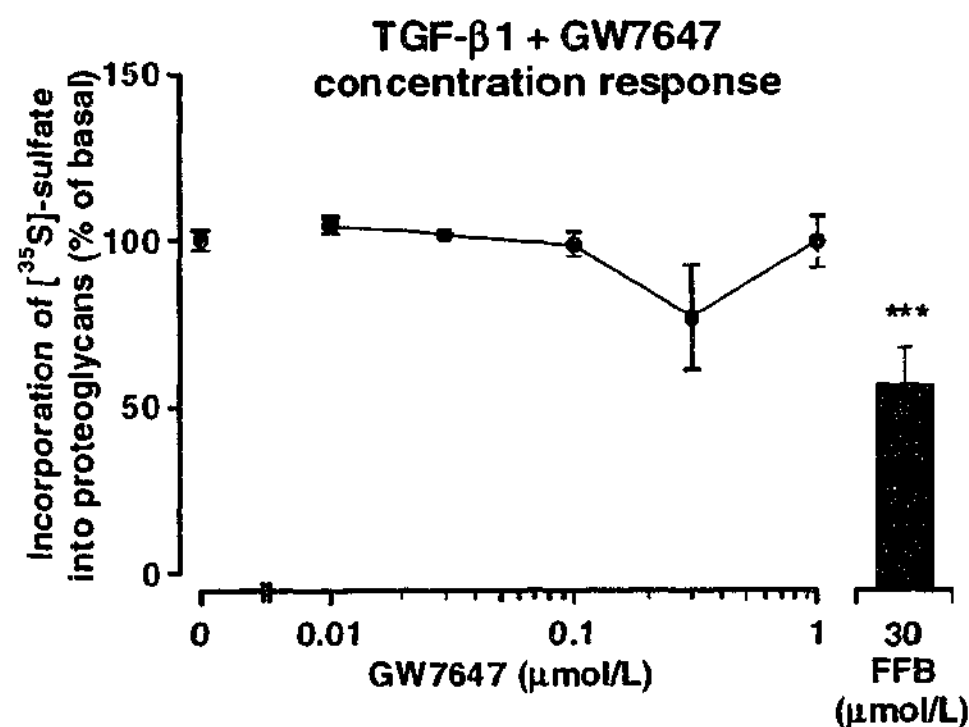 TGF-β1 + GW7647
concentration response
Incorporation of [³⁵S]-sulfate
into proteoglycans (% of basal)
150
100
50
0
***
0
0.01
0.1
1
30
GW7647 (μmol/L)
FFB
(μmol/L)